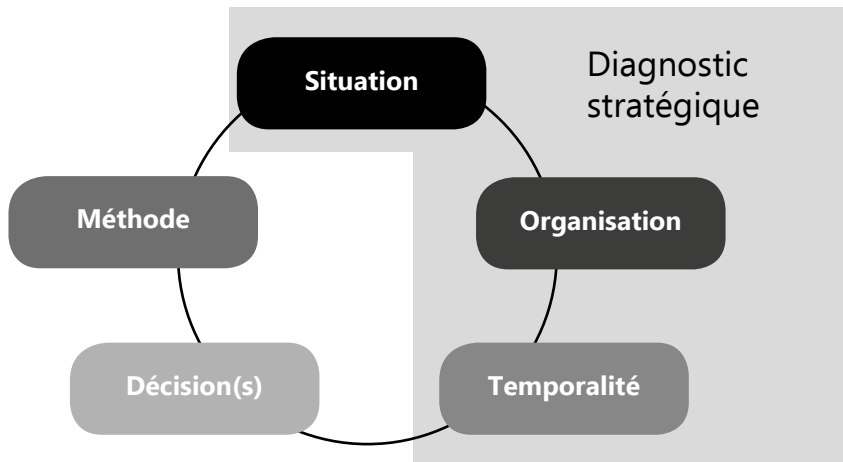 Situation
Diagnostic
stratégique
Méthode
Organisation
Décision(s)
Temporalité